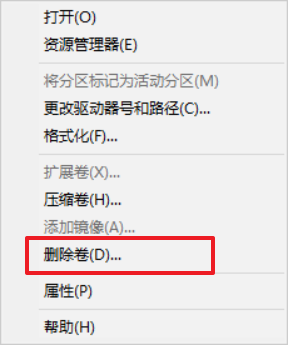 打开(O)
资源管理器(E)
将分区标记为活动分区(M)
更改驱动器号和路径(C)...
格式化(F)...
扩展卷(X)...
压缩卷(H)...
添加镜像(A)...
删除卷(D)...
属性(P)
帮助(H)